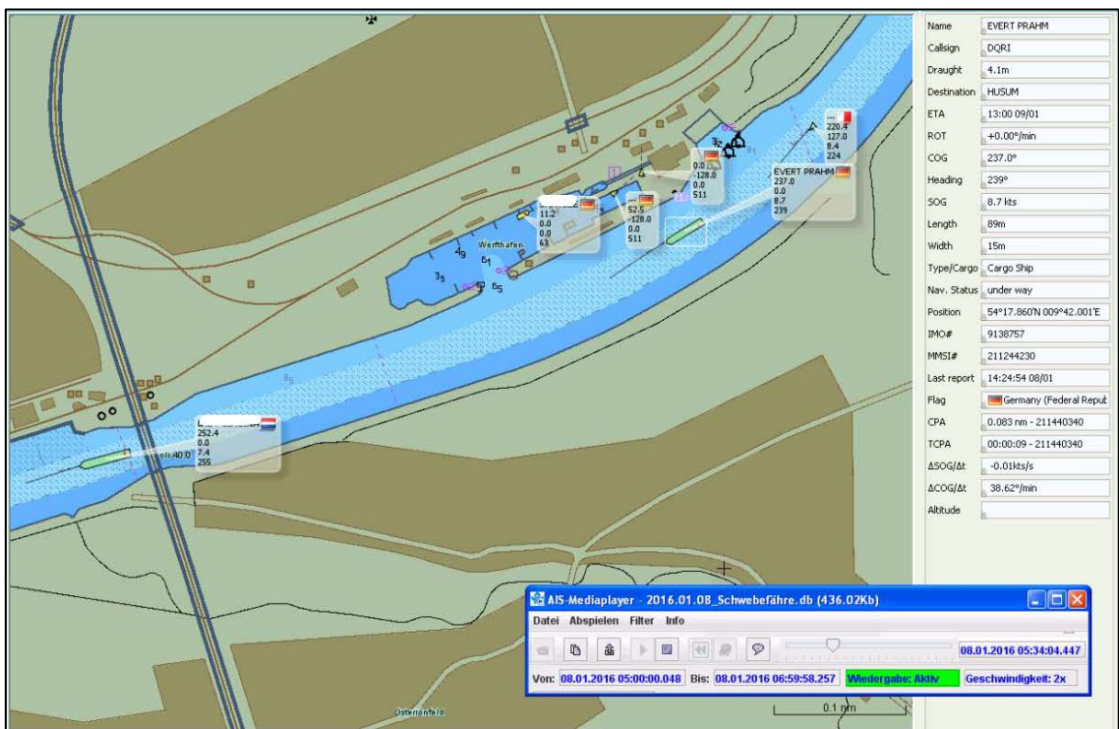 Name EVERT PRAHM
Callsign DQRI
Draught 4.1m
Destination HUSUM
ETA 13:00 09/01
ROT +0.00°/min
COG 237.0°
Heading 239°
SOG 8.7 kts
Length 89m
Width 15m
Type/Cargo Cargo Ship
Nav. Status under way
Position 54°17.860'N 009°42.001'E
IMO# 9138757
MMSI# 211244230
Last report 14:24:54 08/01
Flag Germany (Federal Repub
CPA 0.083 nm - 211440340
TCPA 00:00:09 - 211440340
ΔSOG/Δt -0.01kts/s
ΔCOG/Δt 38.62°/min
Altitude
...
220.4
127.0
8.4
224
0.0
-128.0
0.0
511
EVERT PRAHM
237.0
0.0
8.7
239
11.2
0.0
0.0
63
52.5
-128.0
0.0
511
Werfthafen
252.4
0.0
7.4
255
40.0
AIS-Mediaplayer - 2016.01.08_Schwebefähre.db (436.02Kb)
Datei Abspielen Filter Info
08.01.2016 05:34:04.447
Von: 08.01.2016 05:00:00.048 Bis: 08.01.2016 06:59:58.257 Wiedergabe: Aktiv Geschwindigkeit: 2x
Osterrönfeld
0.1 nm